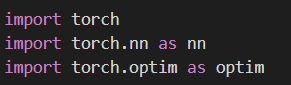 import torch
import torch.nn as nn
import torch.optim as optim